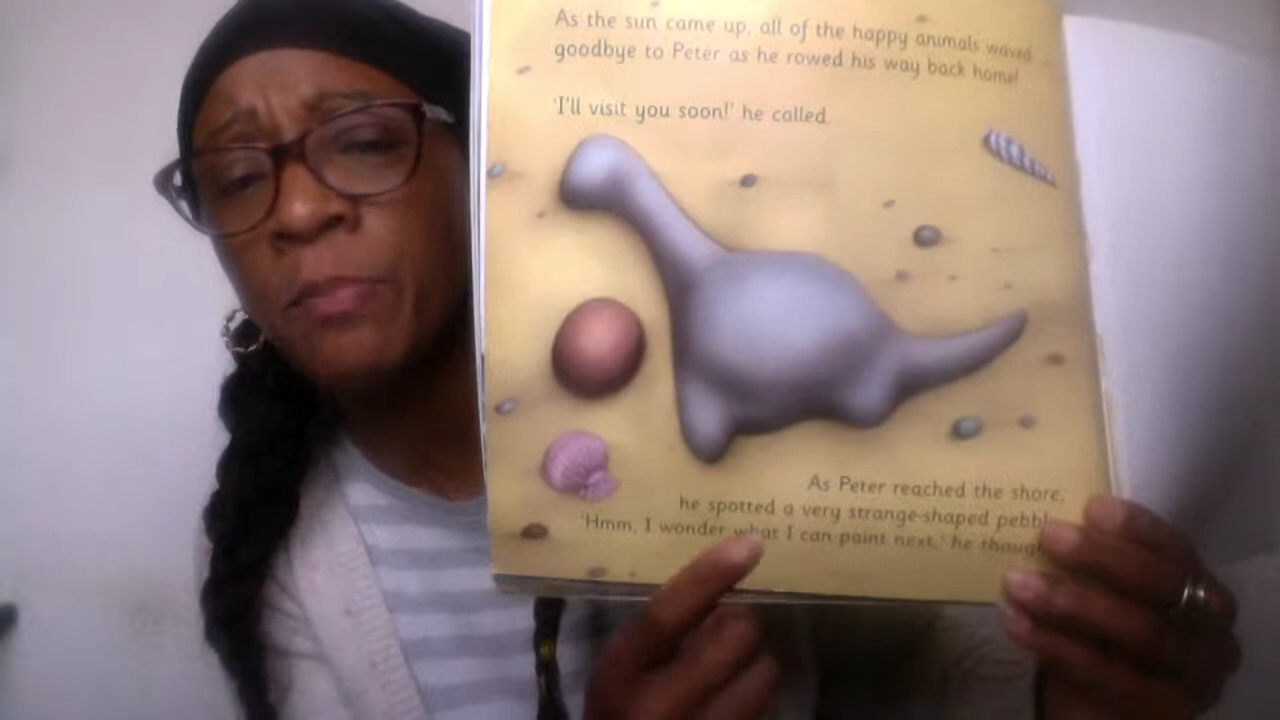 As the sun came up, all of the happy animals waved
goodbye to Peter as he rowed his way back home!
'I'll visit you soon!' he called.
As Peter reached the shore,
he spotted a very strange-shaped
'Hmm, I wonder what I can paint next,' he